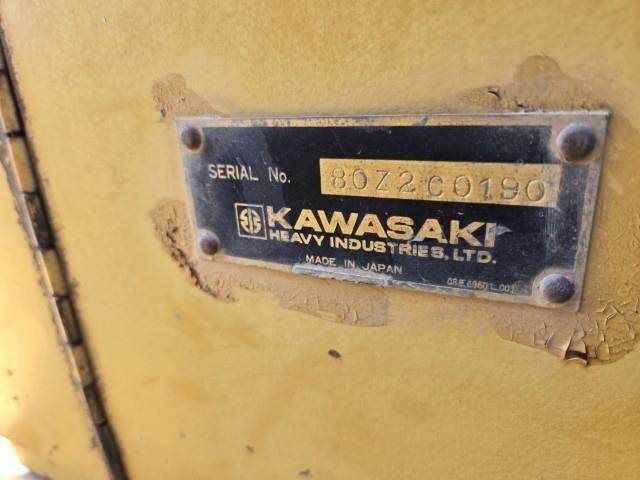 SERIAL No. 80Z2C0190
KAWASAKI
HEAVY INDUSTRIES, LTD.
MADE IN JAPAN